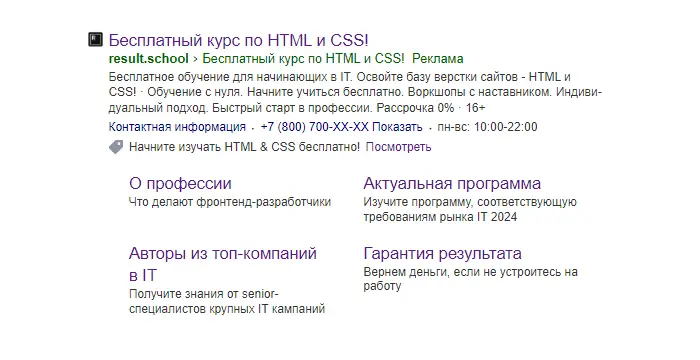 Бесплатный курс по HTML и CSS!
result.school › Бесплатный курс по HTML и CSS! Реклама
Бесплатное обучение для начинающих в IT. Освойте базу верстки сайтов - HTML и
CSS! · Обучение с нуля. Начните учиться бесплатно. Воркшопы с наставником. Индиви-
дуальный подход. Быстрый старт в профессии. Рассрочка 0% · 16+
Контактная информация · +7 (800) 700-XX-XX Показать · пн-вс: 10:00-22:00
Начните изучать HTML & CSS бесплатно! Посмотреть
О профессии
Что делают фронтенд-разработчики
Актуальная программа
Изучите программу, соответствующую
требованиям рынка IT 2024
Авторы из топ-компаний
в IT
Получите знания от senior-
специалистов крупных IT кампаний
Гарантия результата
Вернем деньги, если не устроитесь на
работу